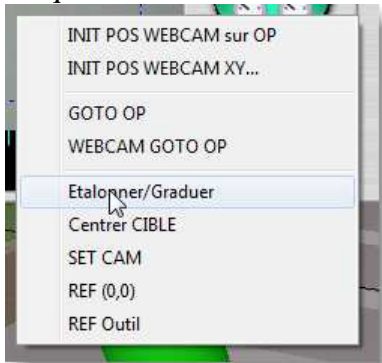 INIT POS WEBCAM sur OP
INIT POS WEBCAM XY...
GOTO OP
WEBCAM GOTO OP
Etalonner/Graduer
Centrer CIBLE
SET CAM
REF (0,0)
REF Outil